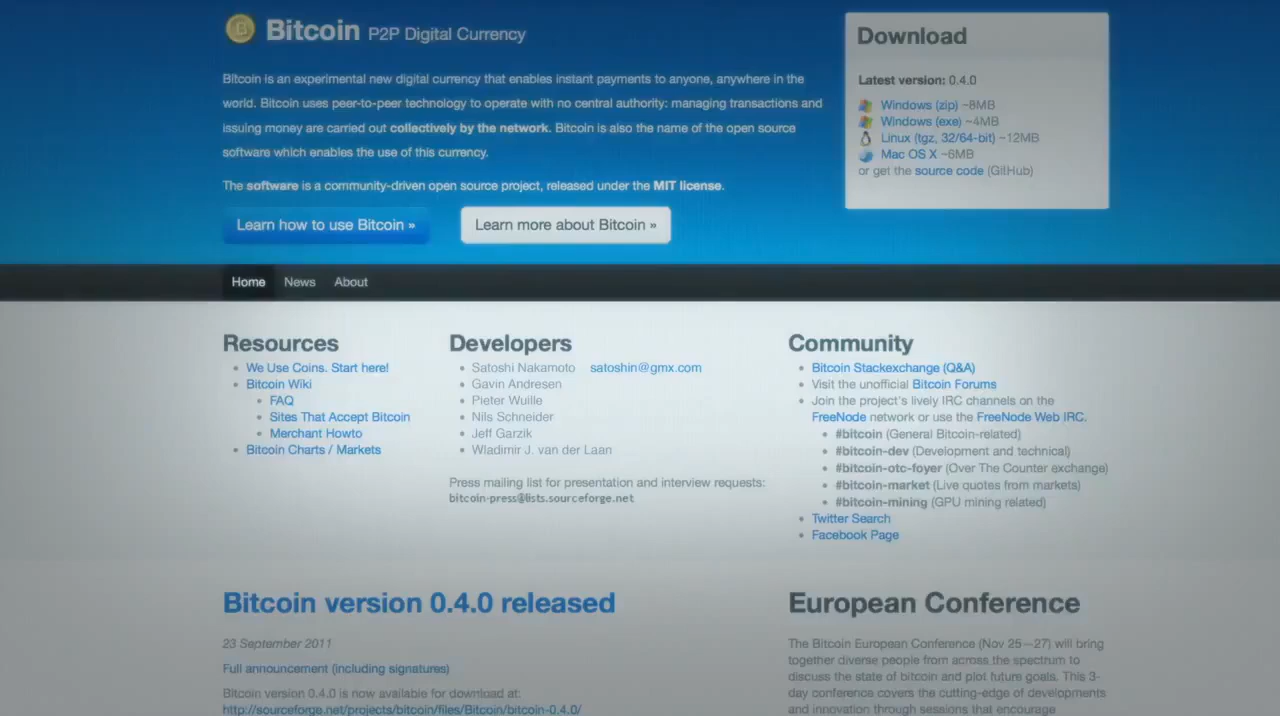 Bitcoin P2P Digital Currency
Bitcoin is an experimental new digital currency that enables instant payments to anyone, anywhere in the
world. Bitcoin uses peer-to-peer technology to operate with no central authority: managing transactions and
issuing money are carried out collectively by the network. Bitcoin is also the name of the open source
software which enables the use of this currency.
The software is a community-driven open source project, released under the MIT license.
Learn how to use Bitcoin »
Learn more about Bitcoin »
Download
Latest version: 0.4.0
Windows (zip) ~8MB
Windows (exe) ~4MB
Linux (tgz, 32/64-bit) ~12MB
Mac OS X ~6MB
or get the source code (GitHub)
Home News About
Resources
We Use Coins. Start here!
Bitcoin Wiki
FAQ
Sites That Accept Bitcoin
Merchant Howto
Bitcoin Charts / Markets
Developers
Satoshi Nakamoto satoshin@gmx.com
Gavin Andresen
Pieter Wuille
Nils Schneider
Jeff Garzik
Wladimir J. van der Laan
Press mailing list for presentation and interview requests:
bitcoin-press@lists.sourceforge.net
Community
Bitcoin Stackexchange (Q&A)
Visit the unofficial Bitcoin Forums
Join the project's lively IRC channels on the
FreeNode network or use the FreeNode Web IRC.
#bitcoin (General Bitcoin-related)
#bitcoin-dev (Development and technical)
#bitcoin-otc-foyer (Over The Counter exchange)
#bitcoin-market (Live quotes from markets)
#bitcoin-mining (GPU mining related)
Twitter Search
Facebook Page
Bitcoin version 0.4.0 released
23 September 2011
Full announcement (including signatures)
Bitcoin version 0.4.0 is now available for download at:
http://sourceforge.net/projects/bitcoin/files/Bitcoin/bitcoin-0.4.0/
European Conference
The Bitcoin European Conference (Nov 25—27) will bring
together diverse people from across the spectrum to
discuss the state of bitcoin and plot future goals. This 3-
day conference covers the cutting-edge of developments
and innovation through sessions that encourage